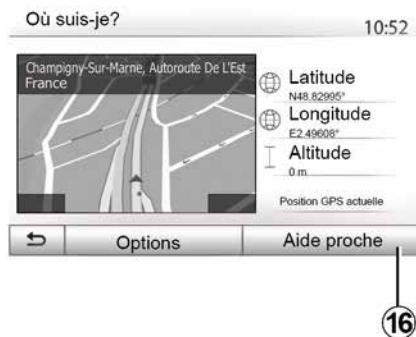 Où suis-je?
10:52
Champigny-Sur-Marne, Autoroute De L'Est
France
Latitude
N48.82995°
Longitude
E2.49608°
Altitude
0 m
Position GPS actuelle
Options
Aide proche
16